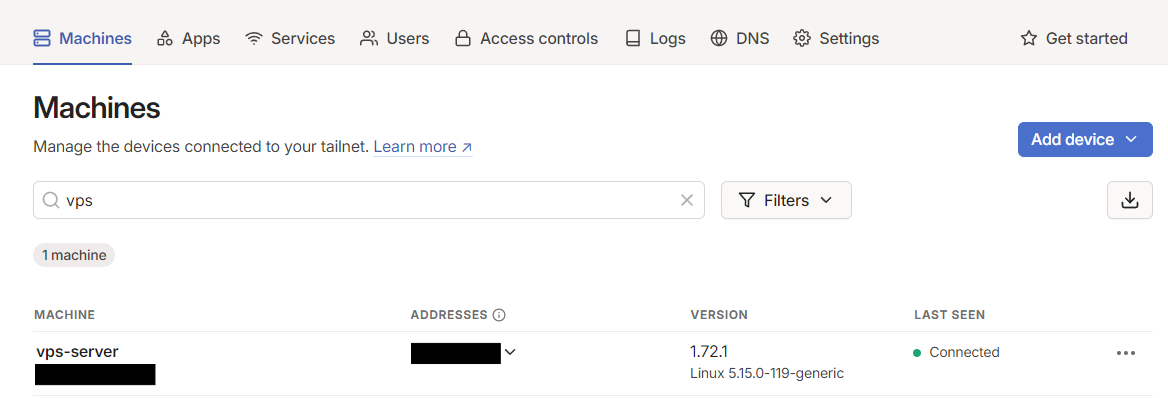 Machines Apps Services Users Access controls Logs DNS Settings Get started
Machines
Manage the devices connected to your tailnet. Learn more ↗
Add device
vps
Filters
1 machine
MACHINE ADDRESSES VERSION LAST SEEN
vps-server 1.72.1 Connected
Linux 5.15.0-119-generic